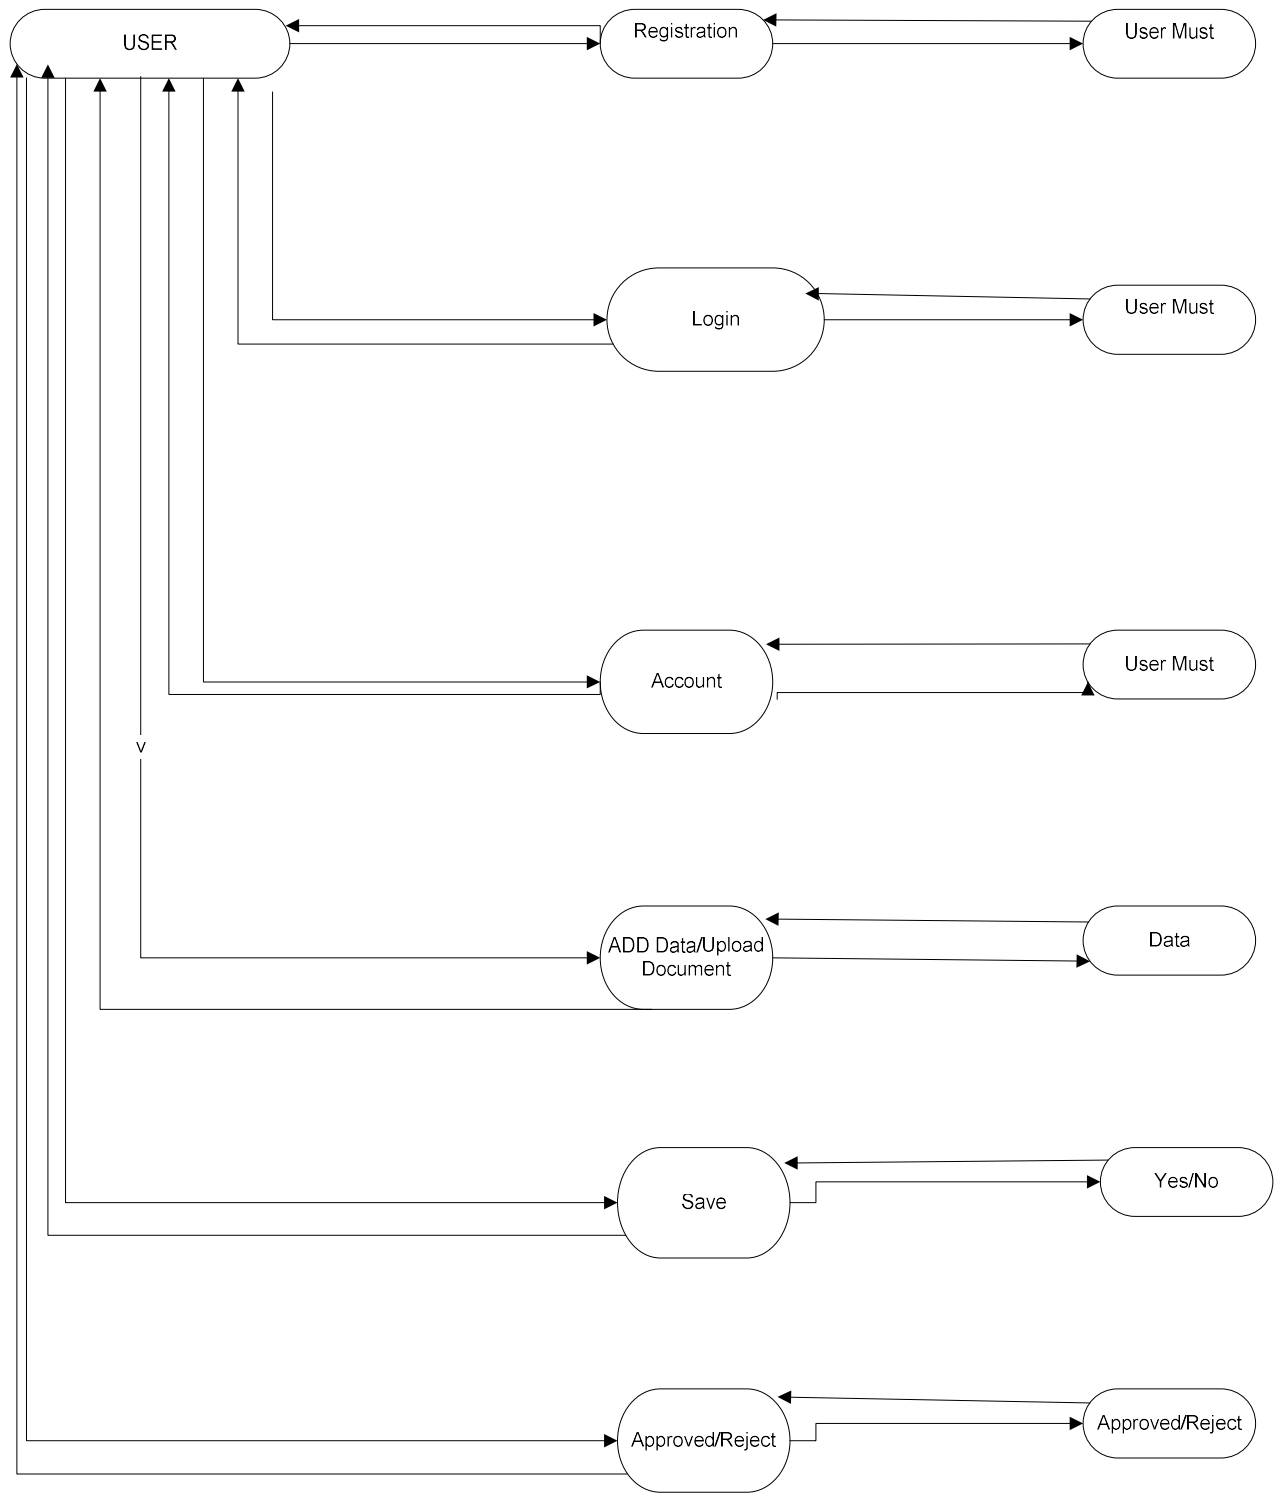 USER
Registration
User Must
Login
User Must
Account
User Must
V
ADD Data/Upload
Document
Data
Save
Yes/No
Approved/Reject
Approved/Reject